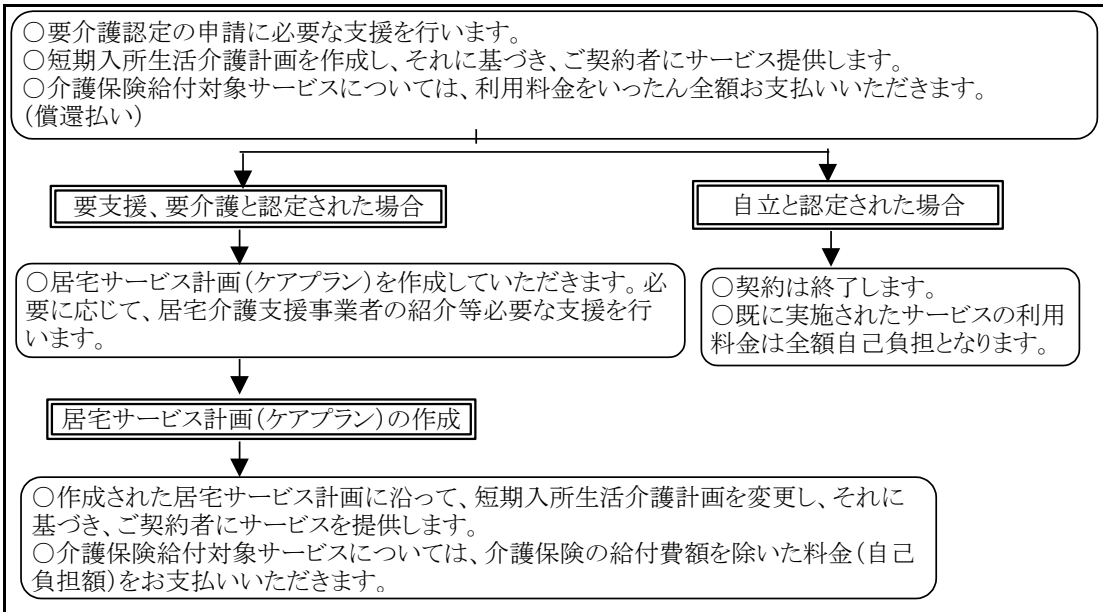 ○要介護認定の申請に必要な支援を行います。
○短期入所生活介護計画を作成し、それに基づき、ご契約者にサービス提供します。
○介護保険給付対象サービスについては、利用料金をいったん全額お支払いいただきます。
(償還払い)
要支援、要介護と認定された場合
自立と認定された場合
○居宅サービス計画(ケアプラン)を作成していただきます。必
要に応じて、居宅介護支援事業者の紹介等必要な支援を行
います。
○契約は終了します。
○既に実施されたサービスの利用
料金は全額自己負担となります。
居宅サービス計画(ケアプラン)の作成
○作成された居宅サービス計画に沿って、短期入所生活介護計画を変更し、それに
基づき、ご契約者にサービスを提供します。
○介護保険給付対象サービスについては、介護保険の給付費額を除いた料金(自己
負担額)をお支払いいただきます。